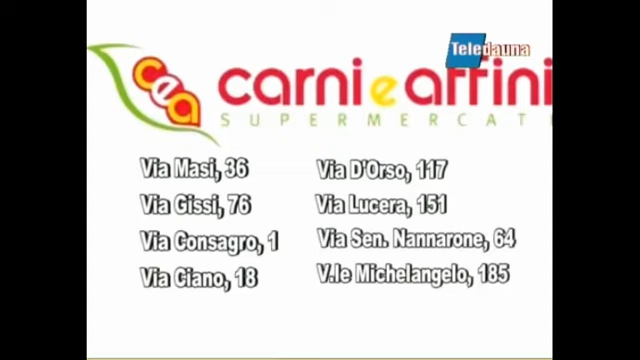 Teledauna
cea
carni e affini
SUPERMERCATI
Via Masi, 36
Via Gissi, 76
Via Consagro, 1
Via Ciano, 18
Via D'Orso, 117
Via Lucera, 151
Via Sen. Nannarone, 64
V.le Michelangelo, 185